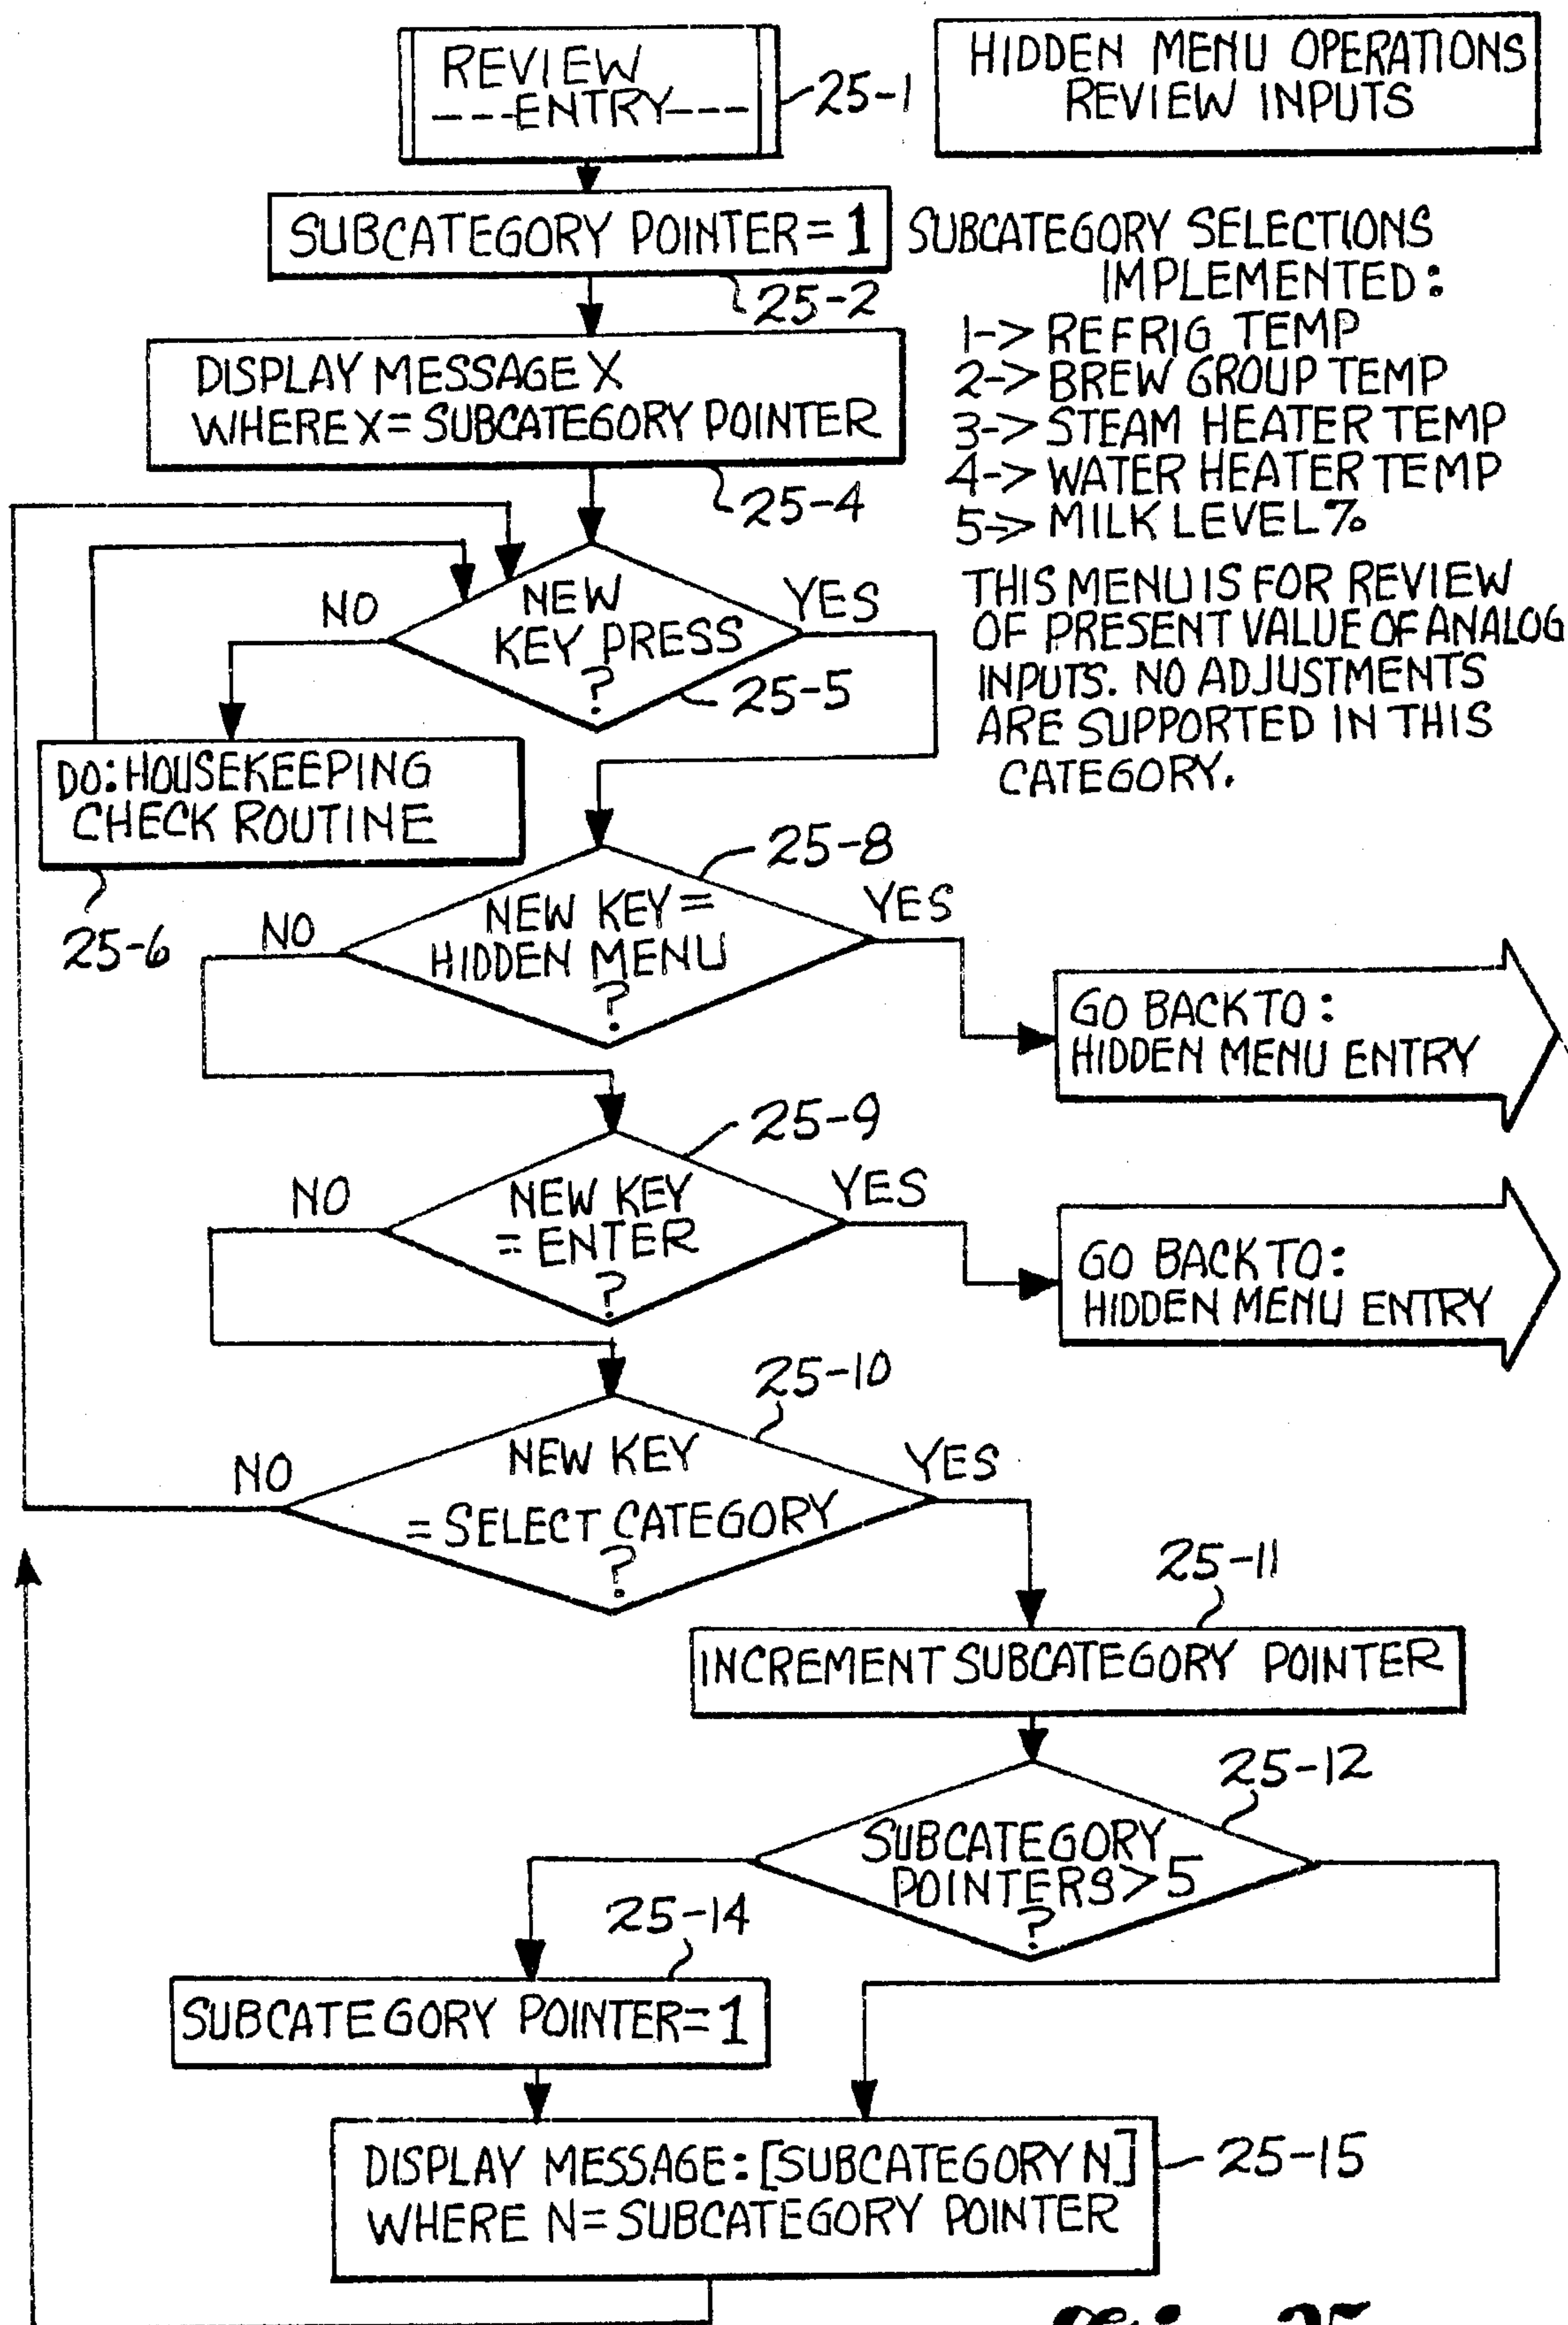 REVIEW
---ENTRY---
25-1
HIDDEN MENU OPERATIONS
REVIEW INPUTS
SUBCATEGORY POINTER = 1
25-2
SUBCATEGORY SELECTIONS
IMPLEMENTED:
1-> REFRIG TEMP
2-> BREW GROUP TEMP
3-> STEAM HEATER TEMP
4-> WATER HEATER TEMP
5-> MILK LEVEL %
THIS MENU IS FOR REVIEW
OF PRESENT VALUE OF ANALOG
INPUTS. NO ADJUSTMENTS
ARE SUPPORTED IN THIS
CATEGORY.
DISPLAY MESSAGE X
WHERE X = SUBCATEGORY POINTER
25-4
NO
NEW
KEY PRESS
?
YES
25-5
DO: HOUSEKEEPING
CHECK ROUTINE
25-6
25-8
NO
NEW KEY =
HIDDEN MENU
?
YES
GO BACK TO:
HIDDEN MENU ENTRY
25-9
NO
NEW KEY
= ENTER
?
YES
GO BACK TO:
HIDDEN MENU ENTRY
25-10
NO
NEW KEY
= SELECT CATEGORY
?
YES
25-11
INCREMENT SUBCATEGORY POINTER
25-12
SUBCATEGORY
POINTERS > 5
?
25-14
SUBCATEGORY POINTER = 1
DISPLAY MESSAGE: [SUBCATEGORY N]
WHERE N = SUBCATEGORY POINTER
25-15